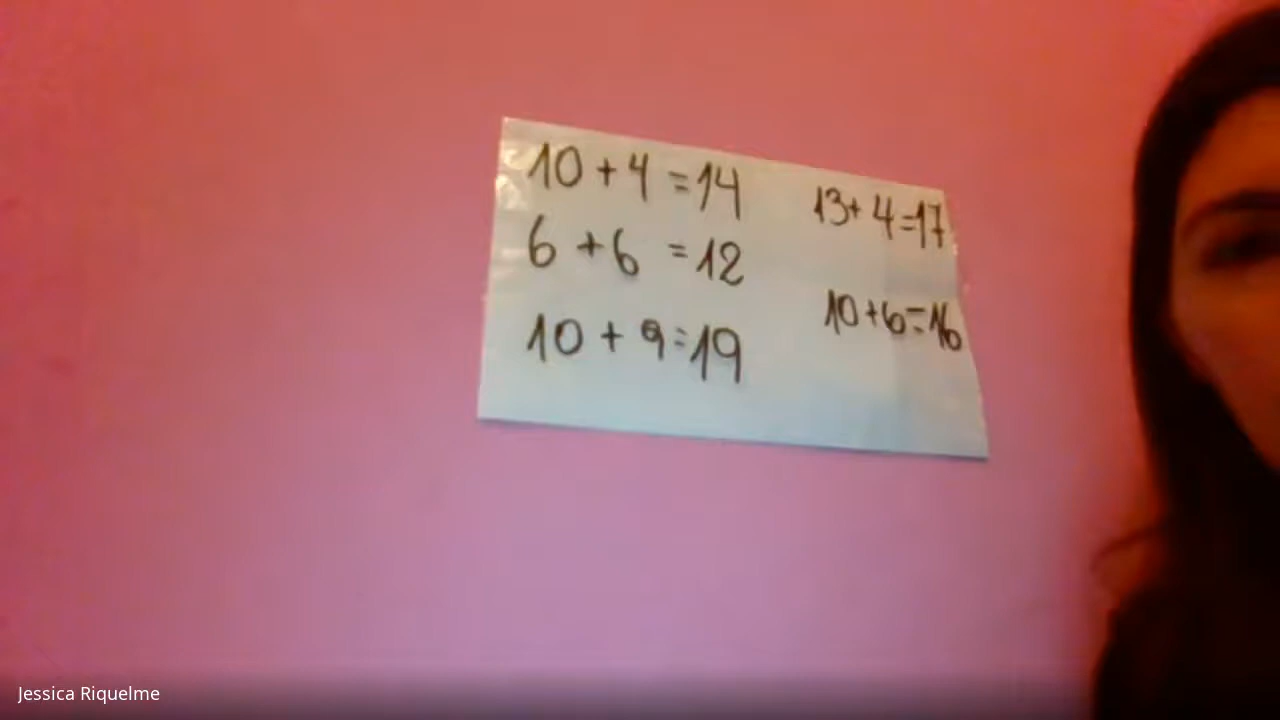 10 + 4 = 14
6 + 6 = 12
10 + 9 = 19
13 + 4 = 17
10 + 6 = 16
Jessica Riquelme